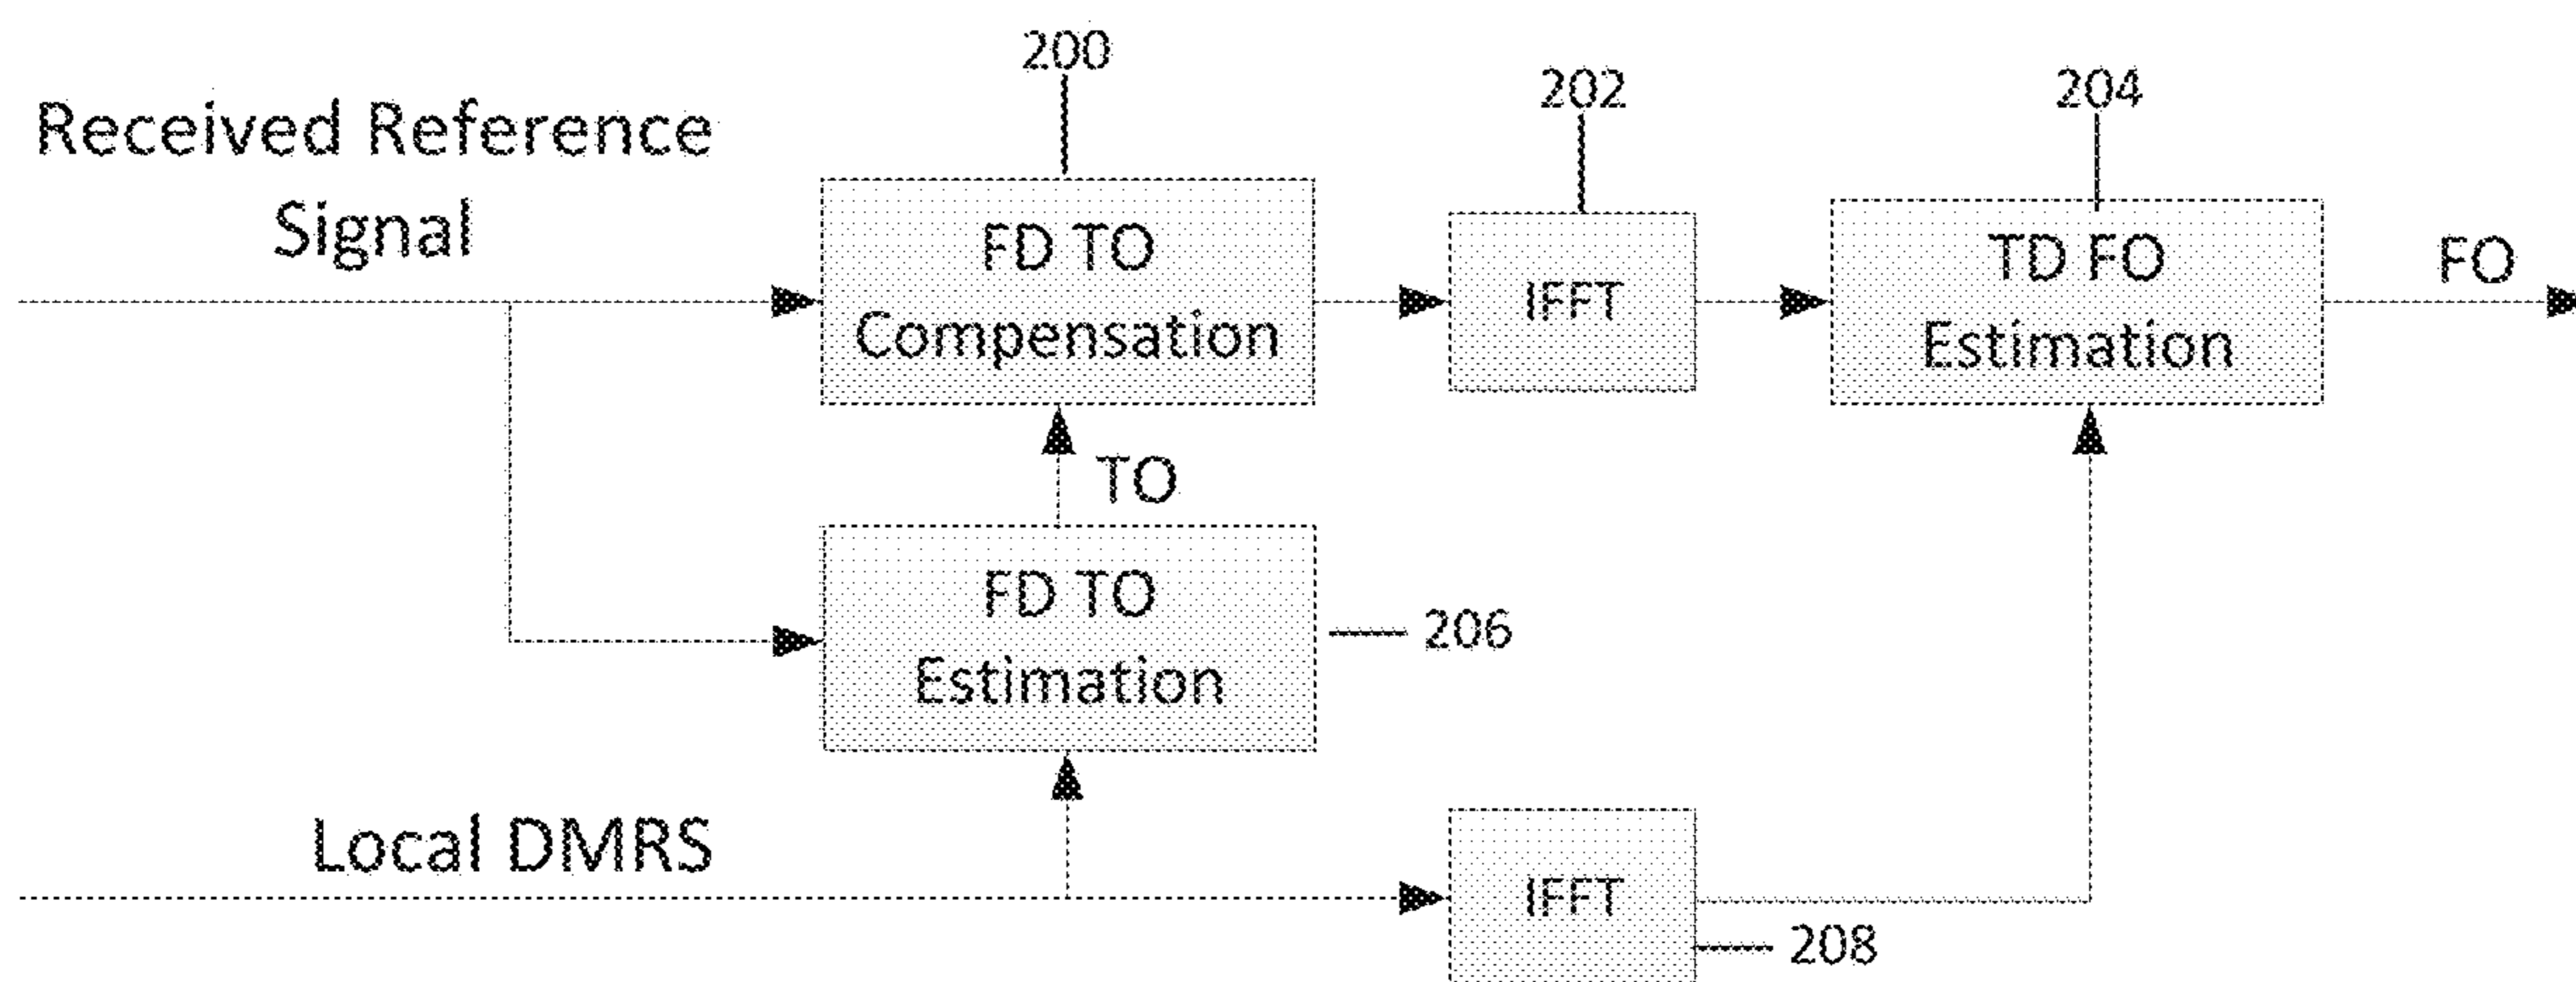 200
202
204
Received Reference
Signal
FD TO
Compensation
IFFT
TD FO
Estimation
FO
TO
FD TO
Estimation
206
Local DMRS
IFFT
208